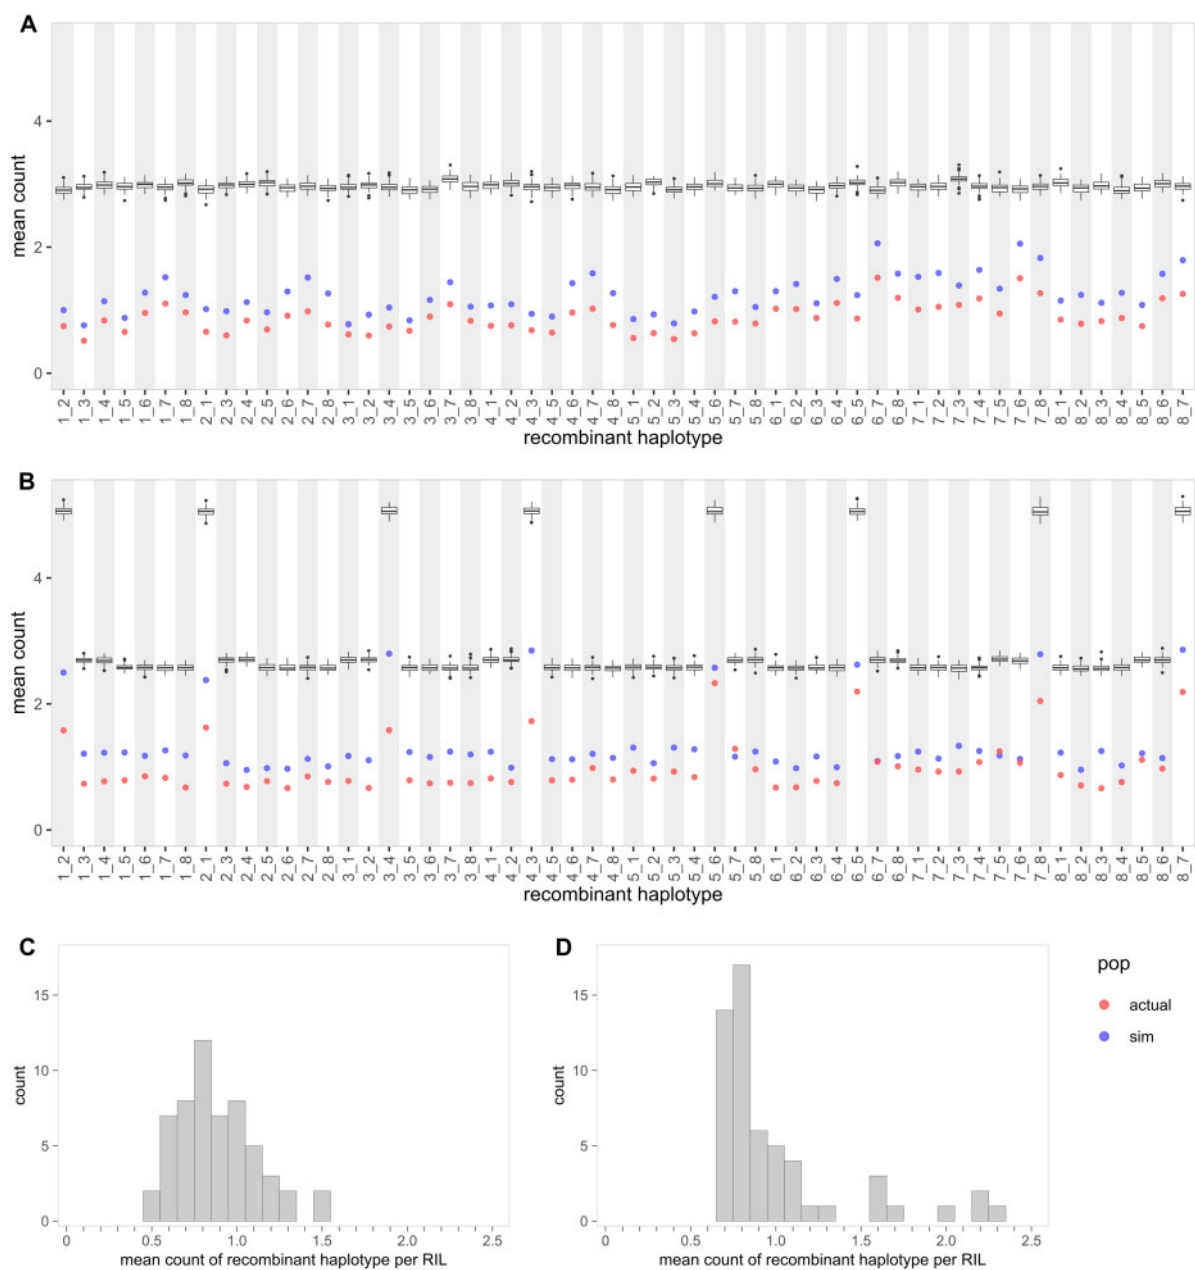 A
mean count
4
2
0
1_2 1_3 1_4 1_5 1_6 1_7 1_8 2_1 2_3 2_4 2_5 2_6 2_7 2_8 3_1 3_2 3_4 3_5 3_6 3_7 3_8 4_1 4_2 4_3 4_5 4_6 4_7 4_8 5_1 5_2 5_3 5_4 5_6 5_7 5_8 6_1 6_2 6_3 6_4 6_5 6_7 6_8 7_1 7_2 7_3 7_4 7_5 7_6 7_8 8_1 8_2 8_3 8_4 8_5 8_6 8_7
recombinant haplotype
B
mean count
4
2
0
1_2 1_3 1_4 1_5 1_6 1_7 1_8 2_1 2_3 2_4 2_5 2_6 2_7 2_8 3_1 3_2 3_4 3_5 3_6 3_7 3_8 4_1 4_2 4_3 4_5 4_6 4_7 4_8 5_1 5_2 5_3 5_4 5_6 5_7 5_8 6_1 6_2 6_3 6_4 6_5 6_7 6_8 7_1 7_2 7_3 7_4 7_5 7_6 7_8 8_1 8_2 8_3 8_4 8_5 8_6 8_7
recombinant haplotype
C
count
15
10
5
0
0 0.5 1.0 1.5 2.0 2.5
mean count of recombinant haplotype per RIL
D
count
15
10
5
0
0 0.5 1.0 1.5 2.0 2.5
mean count of recombinant haplotype per RIL
pop
actual
sim